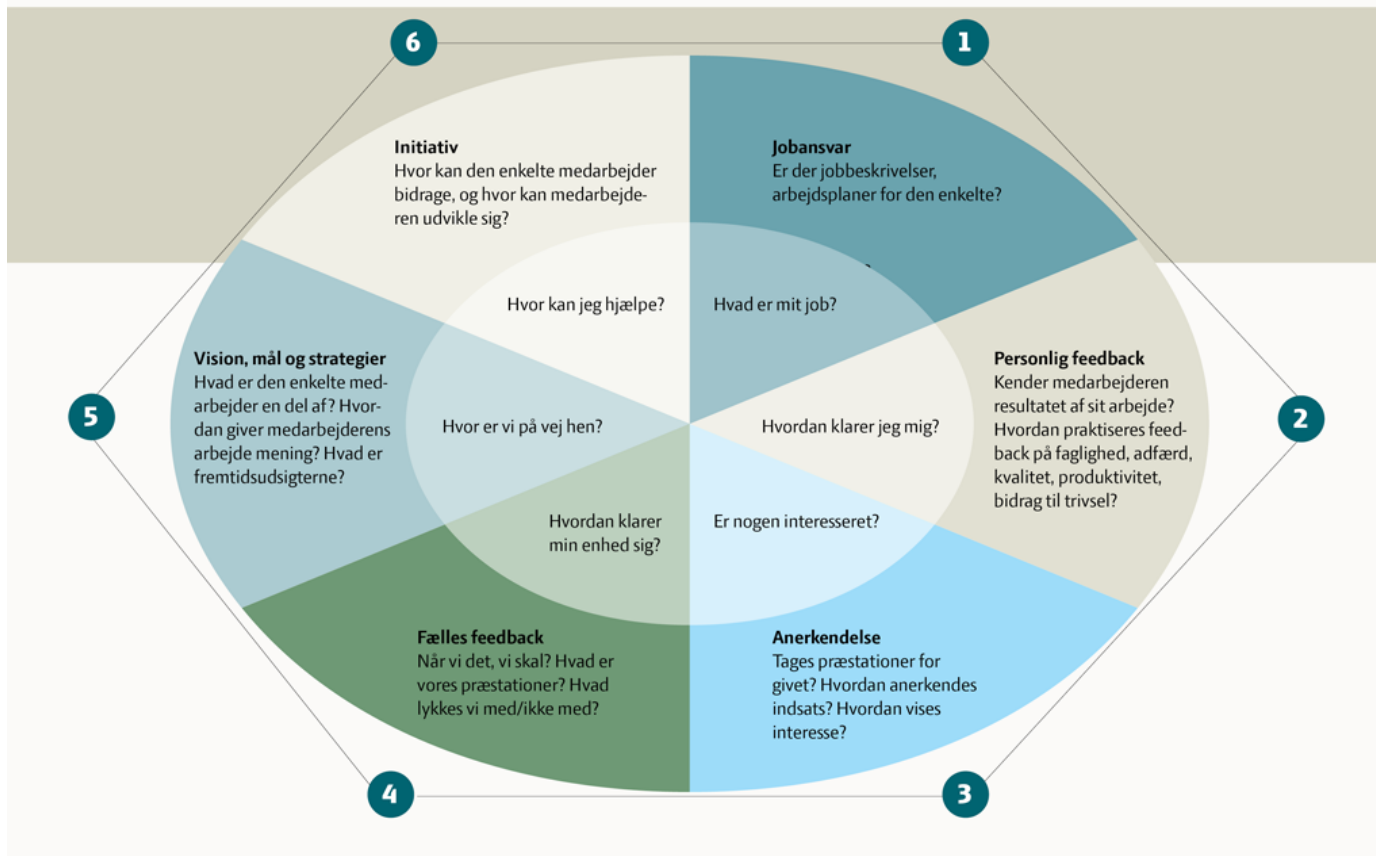 6
1
Initiativ
Hvor kan den enkelte medarbejder
bidrage, og hvor kan medarbejde-
ren udvikle sig?
Jobansvar
Er der jobbeskrivelser,
arbejdsplaner for den enkelte?
Hvor kan jeg hjælpe?
Hvad er mit job?
Vision, mål og strategier
Hvad er den enkelte med-
arbejder en del af? Hvor-
dan giver medarbejderens
arbejde mening? Hvad er
fremtidsudsigterne?
Personlig feedback
Kender medarbejderen
resultatet af sit arbejde?
Hvordan praktiseres feed-
back på faglighed, adfærd,
kvalitet, produktivitet,
bidrag til trivsel?
5
Hvor er vi på vej hen?
Hvordan klarer jeg mig?
2
Hvordan klarer
min enhed sig?
Er nogen interesseret?
Fælles feedback
Når vi det, vi skal? Hvad er
vores præstationer? Hvad
lykkes vi med/ikke med?
Anerkendelse
Tages præstationer for
givet? Hvordan anerkendes
indsats? Hvordan vises
interesse?
4
3